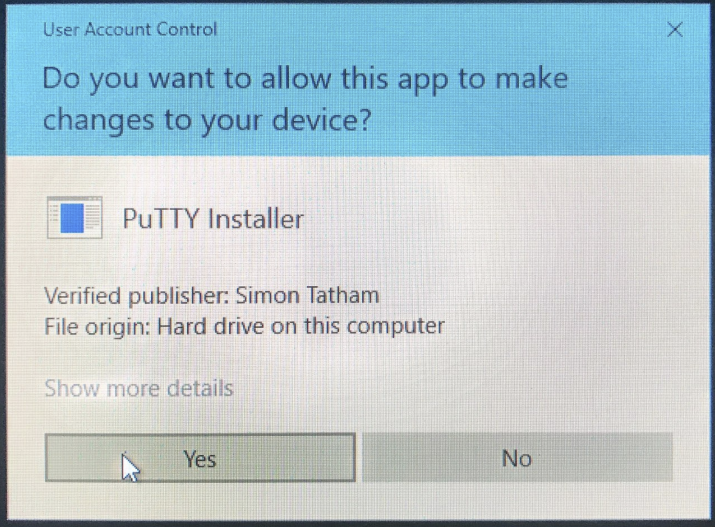 User Account Control
Do you want to allow this app to make
changes to your device?
PuTTY Installer
Verified publisher: Simon Tatham
File origin: Hard drive on this computer
Show more details
Yes
No